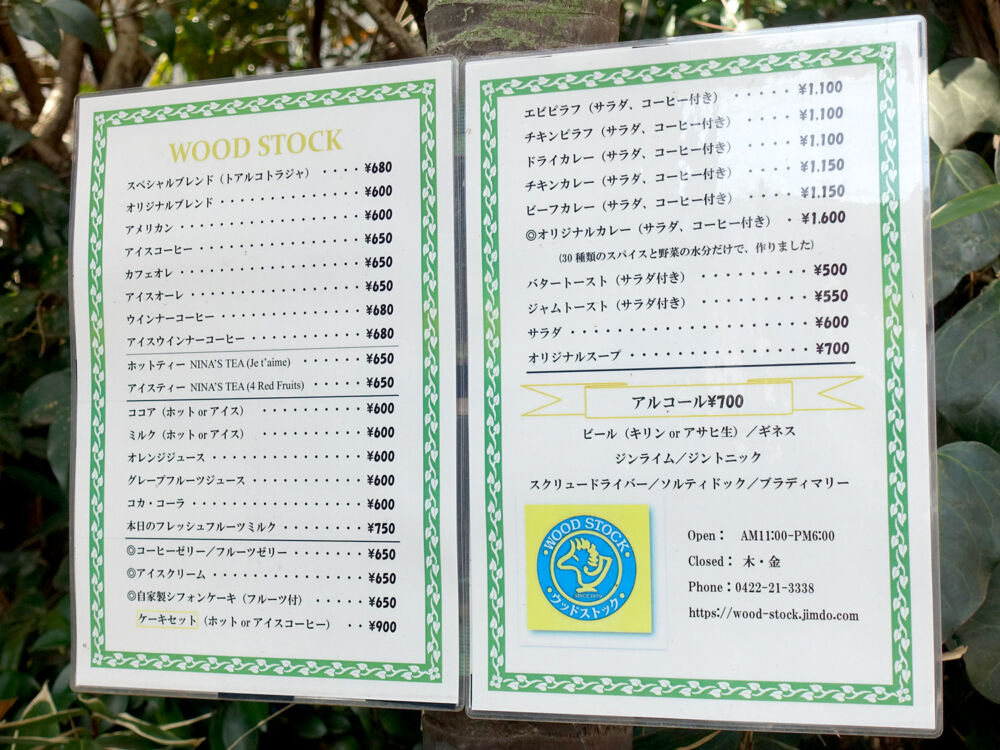 WOOD STOCK
スペシャルブレンド（トアルコトラジャ） ・・・・ ¥680
オリジナルブレンド ・・・・・・・・・・・・・・ ¥600
アメリカン ・・・・・・・・・・・・・・・・・・ ¥600
アイスコーヒー ・・・・・・・・・・・・・・・・ ¥650
カフェオレ ・・・・・・・・・・・・・・・・・・ ¥650
アイスオーレ ・・・・・・・・・・・・・・・・・ ¥650
ウインナーコーヒー ・・・・・・・・・・・・・・ ¥680
アイスウインナーコーヒー ・・・・・・・・・・・ ¥680
ホットティー NINA'S TEA (Je t'aime) ・・・・・・ ¥650
アイスティー NINA'S TEA (4 Red Fruits) ・・・・・ ¥650
ココア（ホット or アイス） ・・・・・・・・・・ ¥600
ミルク（ホット or アイス） ・・・・・・・・・・ ¥600
オレンジジュース ・・・・・・・・・・・・・・・ ¥600
グレープフルーツジュース ・・・・・・・・・・・ ¥600
コカ・コーラ ・・・・・・・・・・・・・・・・・ ¥600
本日のフレッシュフルーツミルク ・・・・・・・・ ¥750
◎コーヒーゼリー／フルーツゼリー ・・・・・・・ ¥650
◎アイスクリーム ・・・・・・・・・・・・・・・ ¥650
◎自家製シフォンケーキ（フルーツ付） ・・・・・ ¥650
ケーキセット（ホット or アイスコーヒー） ・・ ¥900
エビピラフ（サラダ、コーヒー付き） ・・・・・ ¥1.100
チキンピラフ（サラダ、コーヒー付き） ・・・・ ¥1.100
ドライカレー（サラダ、コーヒー付き） ・・・・ ¥1.100
チキンカレー（サラダ、コーヒー付き） ・・・・ ¥1.150
ビーフカレー（サラダ、コーヒー付き） ・・・・ ¥1.150
◎オリジナルカレー（サラダ、コーヒー付き） ・ ¥1.600
（30 種類のスパイスと野菜の水分だけで、作りました）
バタートースト（サラダ付き） ・・・・・・・・・ ¥500
ジャムトースト（サラダ付き） ・・・・・・・・・ ¥550
サラダ ・・・・・・・・・・・・・・・・・・・・ ¥600
オリジナルスープ ・・・・・・・・・・・・・・・ ¥700
アルコール¥700
ビール（キリン or アサヒ生）／ギネス
ジンライム／ジントニック
スクリュードライバー／ソルティドック／ブラディマリー
・WOOD STOCK・
SINCE 1979
ウッドストック
Open： AM11:00-PM6:00
Closed： 木・金
Phone：0422-21-3338
https://wood-stock.jimdo.com